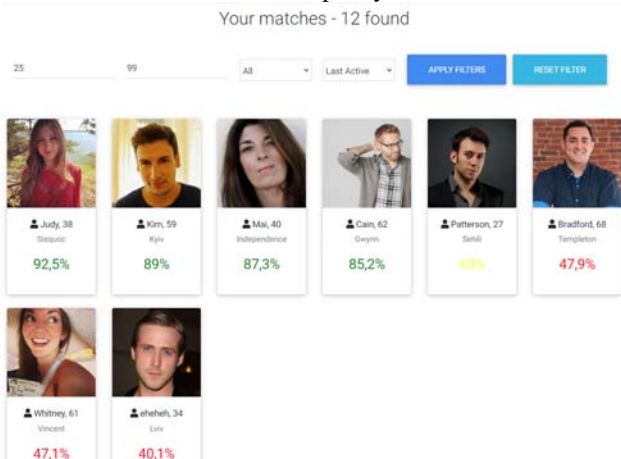 Your matches - 12 found
25 99 All Last Active APPLY FILTERS RESET FILTER
Judy, 38 Kim, 59 Mai, 40 Cain, 62 Patterson, 27 Bradford, 68
Sisquoc Kyiv Independence Gwynn Sehili Templeton
92,5% 89% 87,3% 85,2% 60% 47,9%
Whitney, 61 eheheh, 34
Vincent Lviv
47,1% 40,1%